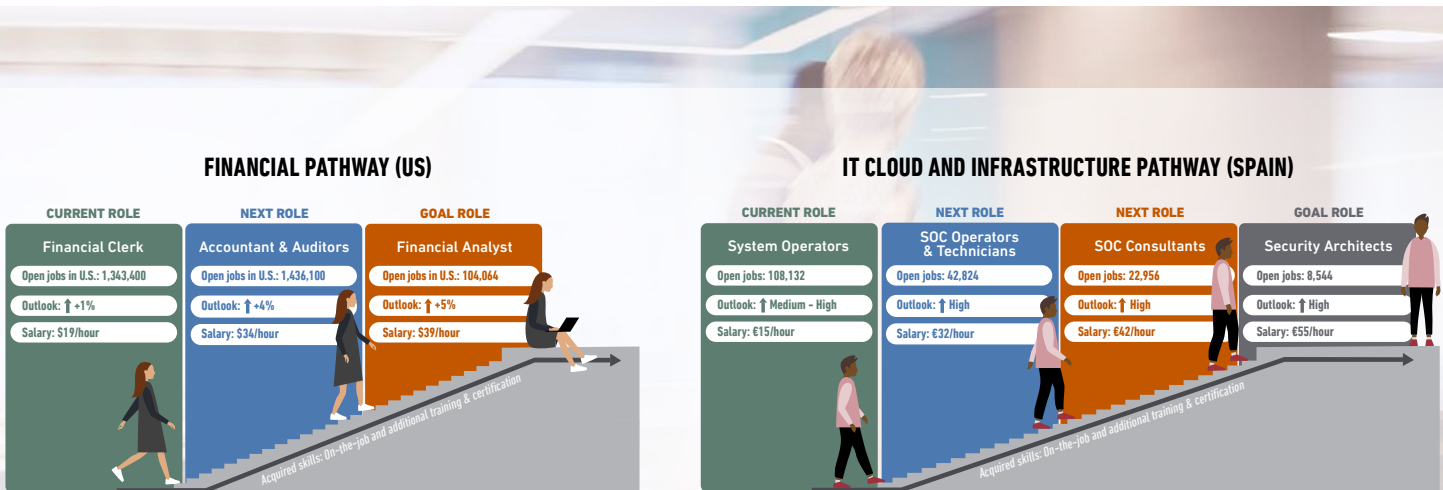 FINANCIAL PATHWAY (US)
CURRENT ROLE
Financial Clerk
Open jobs in U.S.: 1,343,400
Outlook: ↑ +1%
Salary: $19/hour
NEXT ROLE
Accountant & Auditors
Open jobs in U.S.: 1,436,100
Outlook: ↑ +4%
Salary: $34/hour
GOAL ROLE
Financial Analyst
Open jobs in U.S.: 104,064
Outlook: ↑ +5%
Salary: $39/hour
Acquired skills: On-the-job and additional training & certification
IT CLOUD AND INFRASTRUCTURE PATHWAY (SPAIN)
CURRENT ROLE
System Operators
Open jobs: 108,132
Outlook: ↑ Medium - High
Salary: €15/hour
NEXT ROLE
SOC Operators
& Technicians
Open jobs: 42,824
Outlook: ↑ High
Salary: €32/hour
NEXT ROLE
SOC Consultants
Open jobs: 22,956
Outlook: ↑ High
Salary: €42/hour
GOAL ROLE
Security Architects
Open jobs: 8,544
Outlook: ↑ High
Salary: €55/hour
Acquired skills: On-the-job and additional training & certification